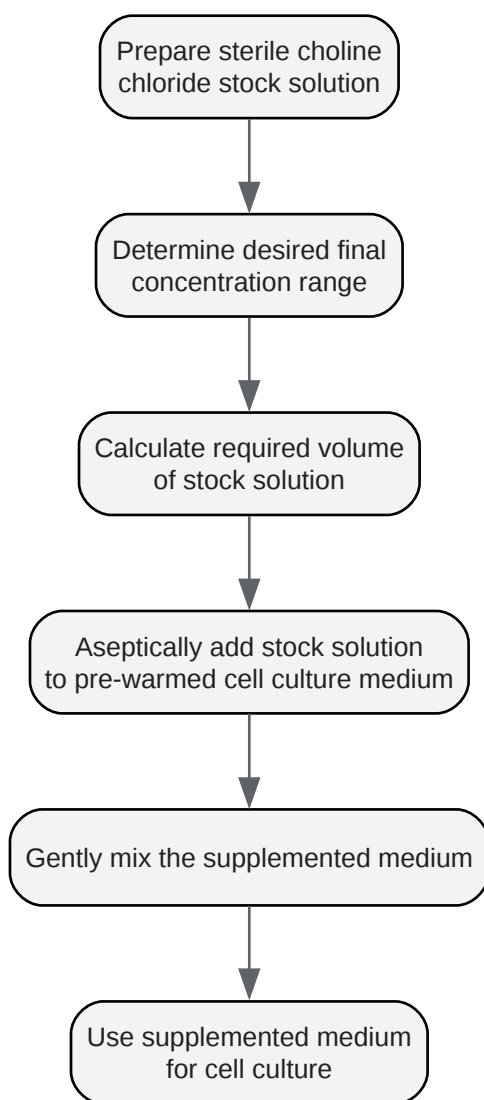 Prepare sterile choline
chloride stock solution
Determine desired final
concentration range
Calculate required volume
of stock solution
Aseptically add stock solution
to pre-warmed cell culture medium
Gently mix the supplemented medium
Use supplemented medium
for cell culture